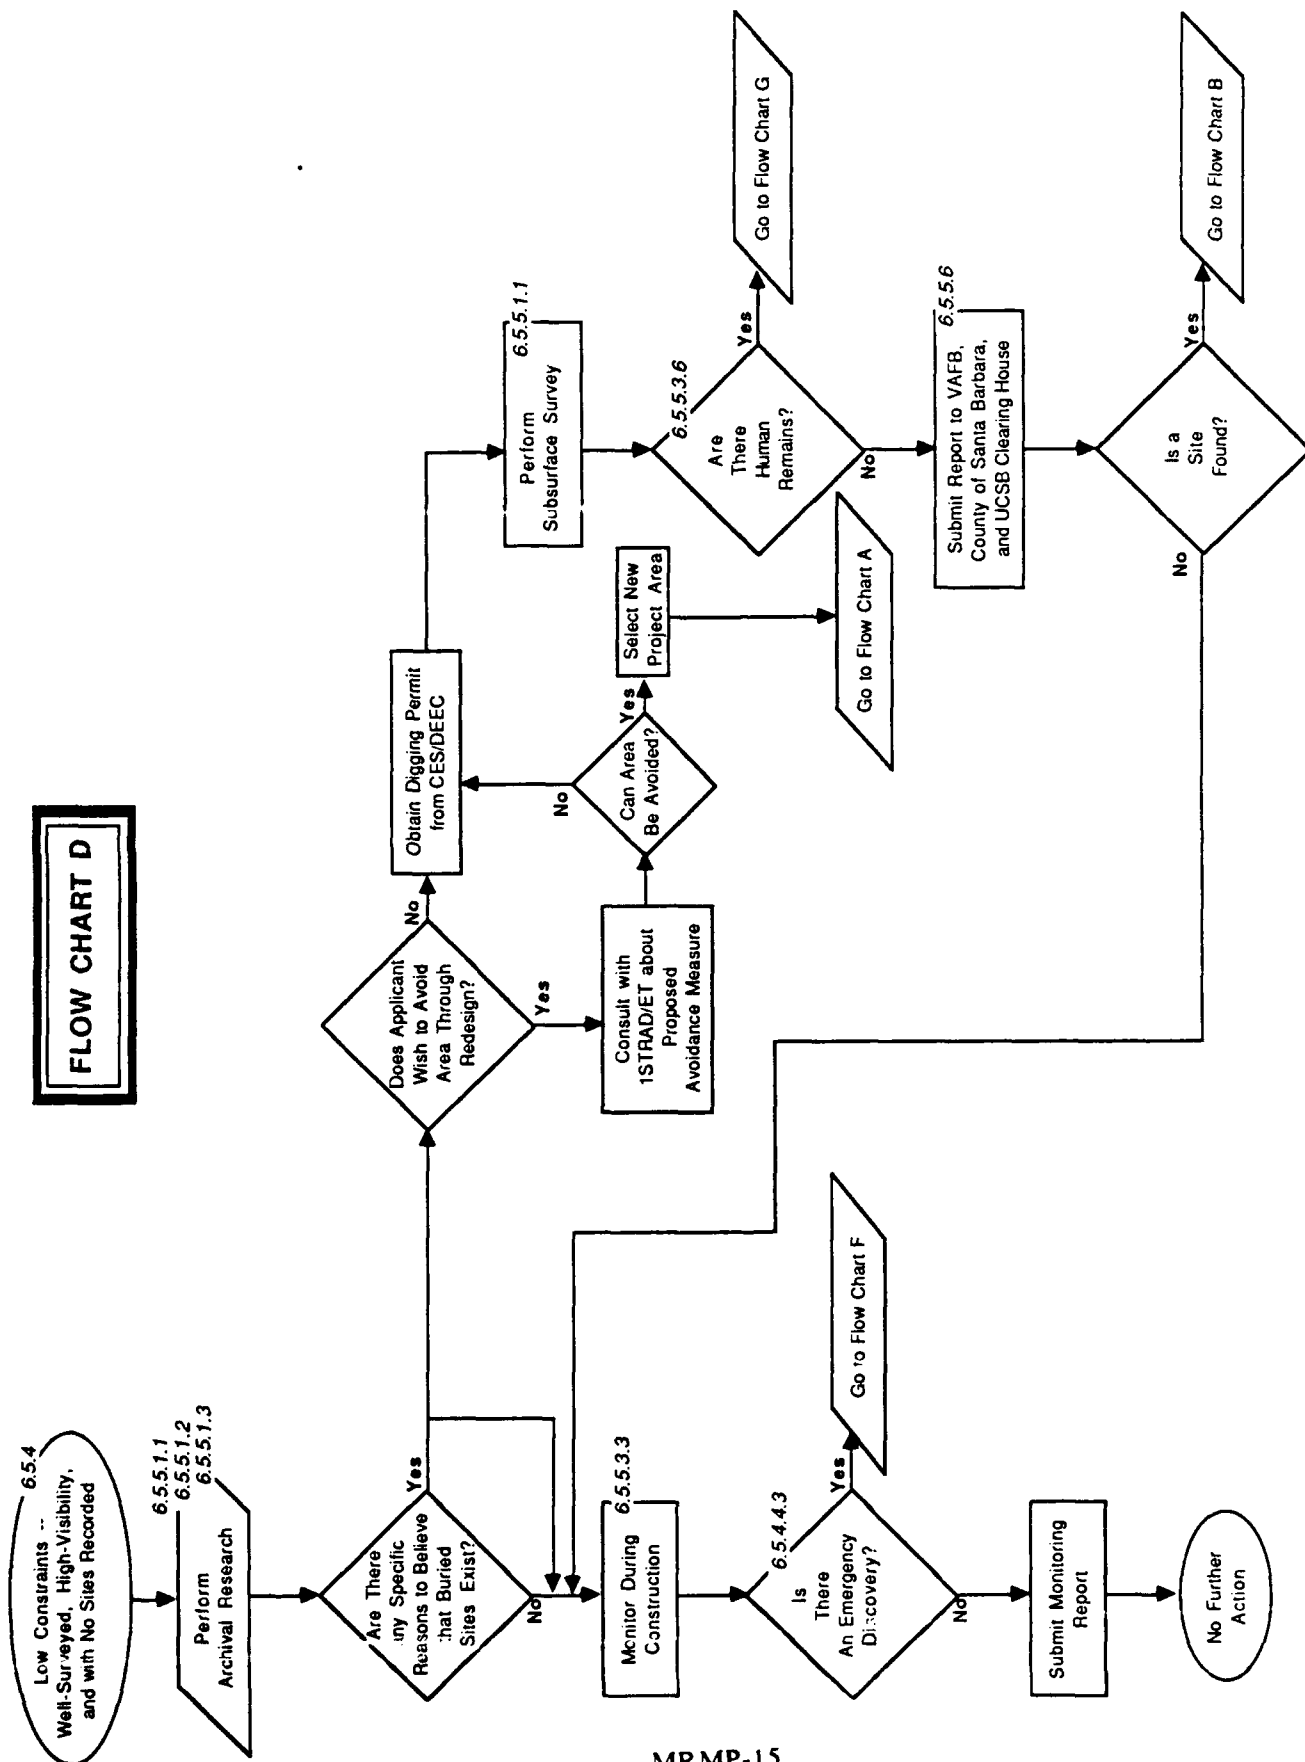 FLOW CHART D
6.5.4
Low Constraints --
Well-Surveyed, High-Visibility,
and with No Sites Recorded
6.5.5.1.1
6.5.5.1.2
6.5.5.1.3
Perform
Archival Research
Are There
ny Specific
Reasons to Believe
hat Buried
Sites Exist?
Yes
No
Does Applicant
Wish to Avoid
Area Through
Redesign?
No
Yes
Obtain Digging Permit
from CES/DEEC
Consult with
1STRAD/ET about
Proposed
Avoidance Measure
Can Area
Be Avoided?
No
Yes
Select New
Project Area
Go to Flow Chart A
6.5.5.1.1
Perform
Subsurface Survey
6.5.5.3.6
Are
There
Human
Remains?
Yes
Go to Flow Chart G
No
6.5.5.6
Submit Report to VAFB,
County of Santa Barbara,
and UCSB Clearing House
Is a
Site
Found?
Yes
Go to Flow Chart B
No
6.5.5.3.3
Monitor During
Construction
6.5.4.4.3
Is
There
An Emergency
Discovery?
Yes
Go to Flow Chart F
No
Submit Monitoring
Report
No Further
Action
MRMP-15